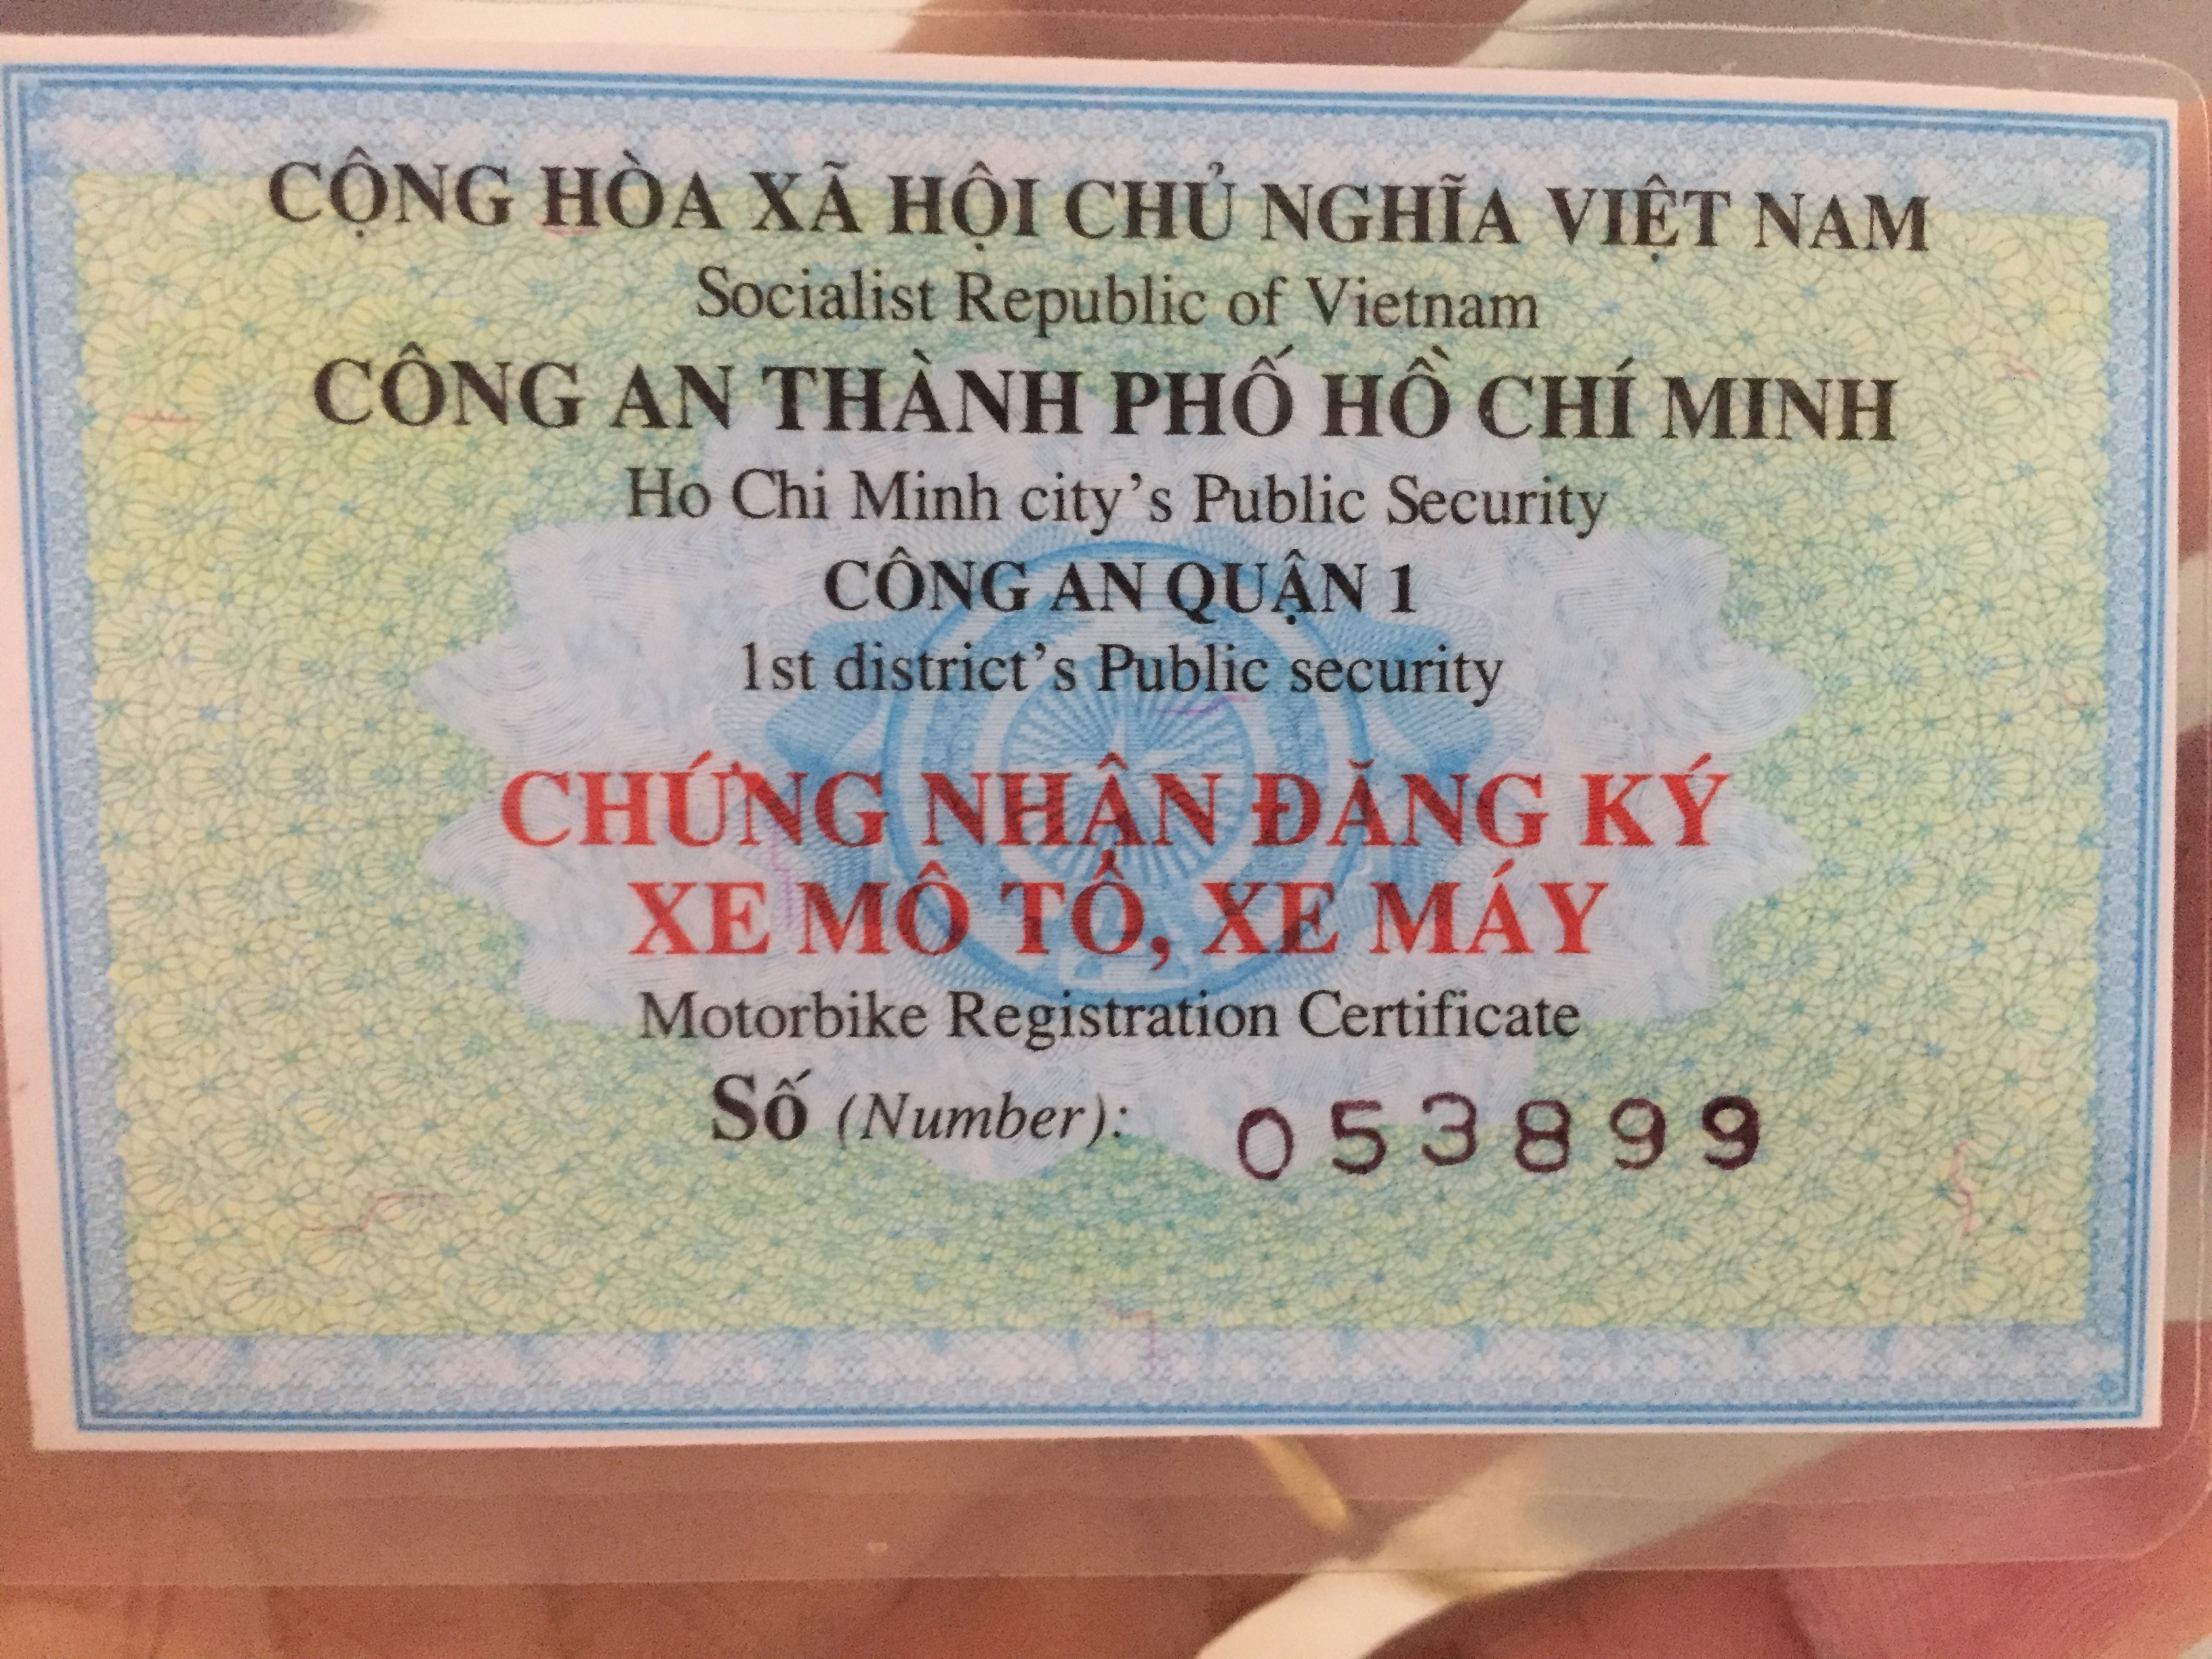 CỘNG HÒA XÃ HỘI CHỦ NGHĨA VIỆT NAM
Socialist Republic of Vietnam
CÔNG AN THÀNH PHỐ HỒ CHÍ MINH
Ho Chi Minh city's Public Security
CÔNG AN QUẬN 1
1st district's Public security
CHỨNG NHẬN ĐĂNG KÝ
XE MÔ TÔ, XE MÁY
Motorbike Registration Certificate
Số (Number): 053899